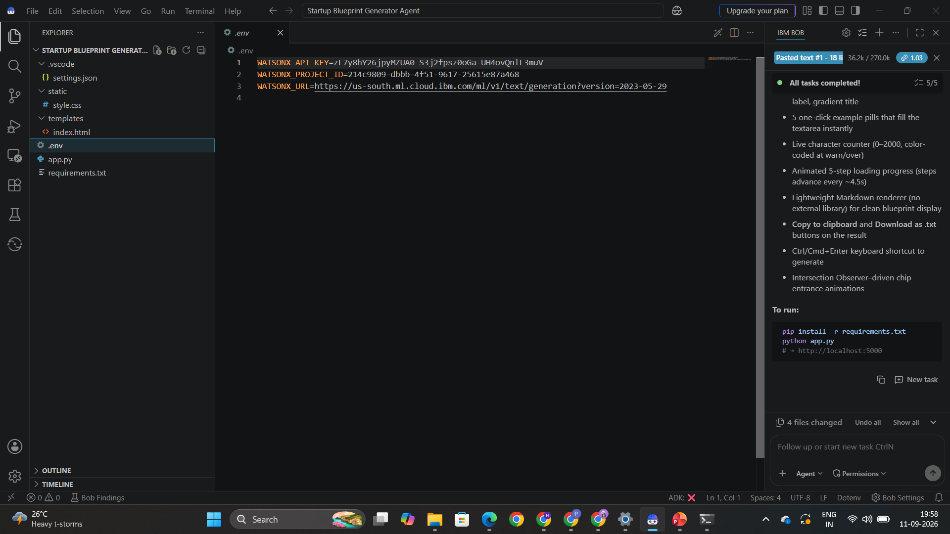 File Edit Selection View Go Run Terminal Help
Startup Blueprint Generator Agent
Upgrade your plan
EXPLORER
STARTUP BLUEPRINT GENERAT...
.vscode
settings.json
static
style.css
templates
index.html
.env
app.py
requirements.txt
OUTLINE
TIMELINE
.env
.env
1 WATSONX_API_KEY=
2 WATSONX_PROJECT_ID=214c9809-dbbb-4f51-9617-25615e87a468
3 WATSONX_URL=https://us-south.ml.cloud.ibm.com/ml/v1/text/generation?version=2023-05-29
4
IBM BOB
Pasted text #1 - 18 li
36.2k / 270.0k
1.03
All tasks completed!
5/5
label, gradient title
• 5 one-click example pills that fill the
textarea instantly
• Live character counter (0–2000, color-
coded at warn/over)
• Animated 5-step loading progress (steps
advance every ~4.5s)
• Lightweight Markdown renderer (no
external library) for clean blueprint display
• Copy to clipboard and Download as .txt
buttons on the result
• Ctrl/Cmd+Enter keyboard shortcut to
generate
• Intersection Observer–driven chip
entrance animations
To run:
pip install -r requirements.txt
python app.py
# → http://localhost:5000
New task
4 files changed
Undo all
Show all
Follow up or start new task CtrlN
Agent
Permissions
0 0
Bob Findings
ADK: ❌
Ln 1, Col 1
Spaces: 4
UTF-8
LF
Dotenv
Bob Settings
26°C
Heavy t-storms
Search
ENG
IN
19:58
11-09-2026